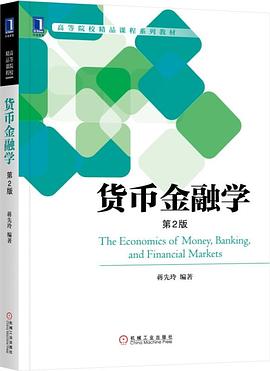 高等院校精品课程系列教材
货币金融学
第2版
The Economics of Money, Banking,
and Financial Markets
蒋先玲 编著
机械工业出版社
China Machine Press
货币金融学
第2版
蒋先玲 编著